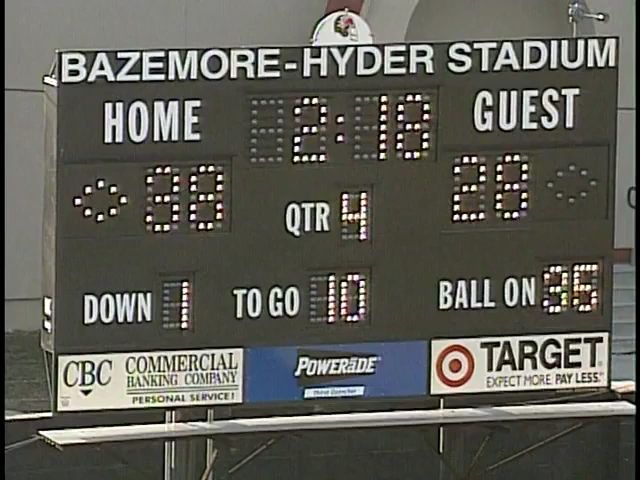 BAZEMORE-HYDER STADIUM
HOME 2:18 GUEST
38 28
QTR 4
DOWN 1 TO GO 10 BALL ON
CBC COMMERCIAL
BANKING COMPANY
PERSONAL SERVICE!
POWERADE
TARGET
EXPECT MORE. PAY LESS.